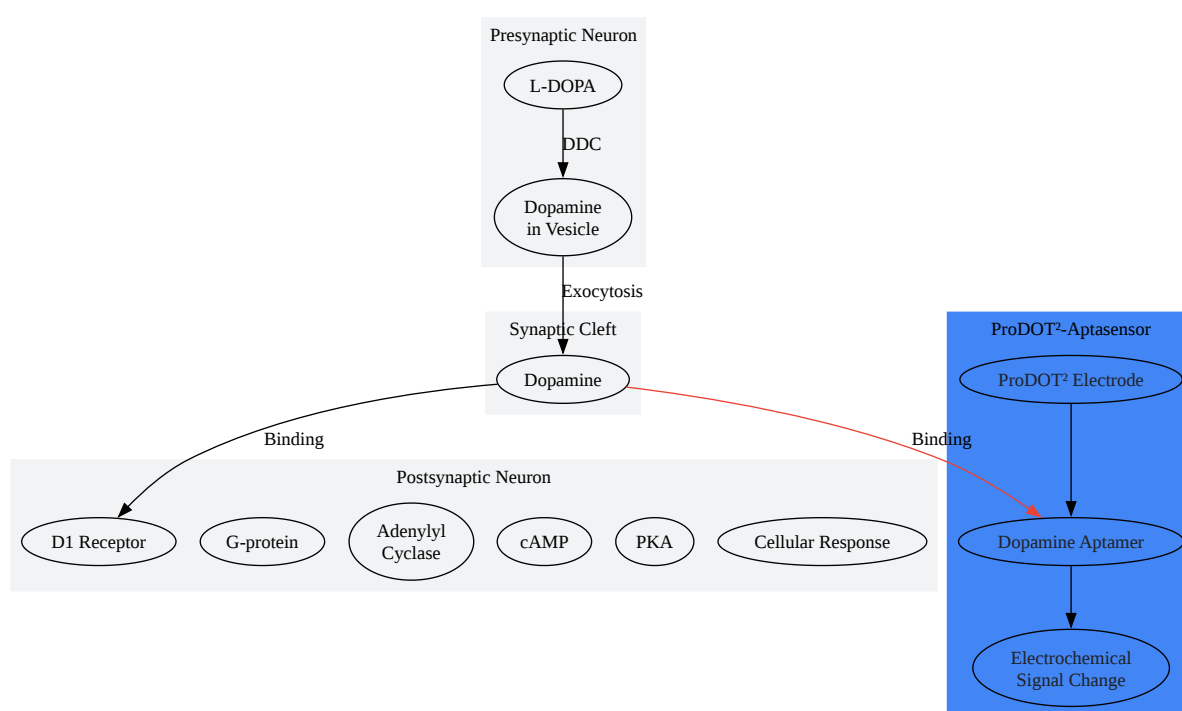 Presynaptic Neuron
L-DOPA
DDC
Dopamine
in Vesicle
Exocytosis
Synaptic Cleft
Dopamine
Binding
Binding
Postsynaptic Neuron
D1 Receptor
G-protein
Adenylyl
Cyclase
cAMP
PKA
Cellular Response
ProDOT²-Aptasensor
ProDOT² Electrode
Dopamine Aptamer
Electrochemical
Signal Change